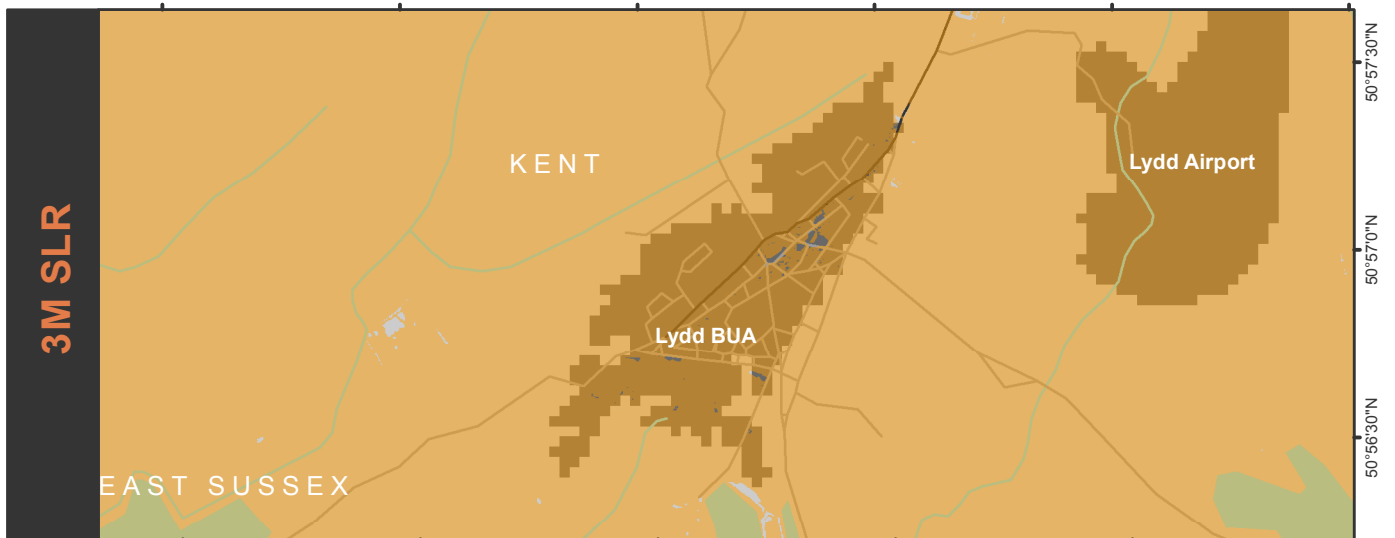 3M SLR
KENT
EAST SUSSEX
Lydd BUA
Lydd Airport
50°57'30"N
50°57'0"N
50°56'30"N